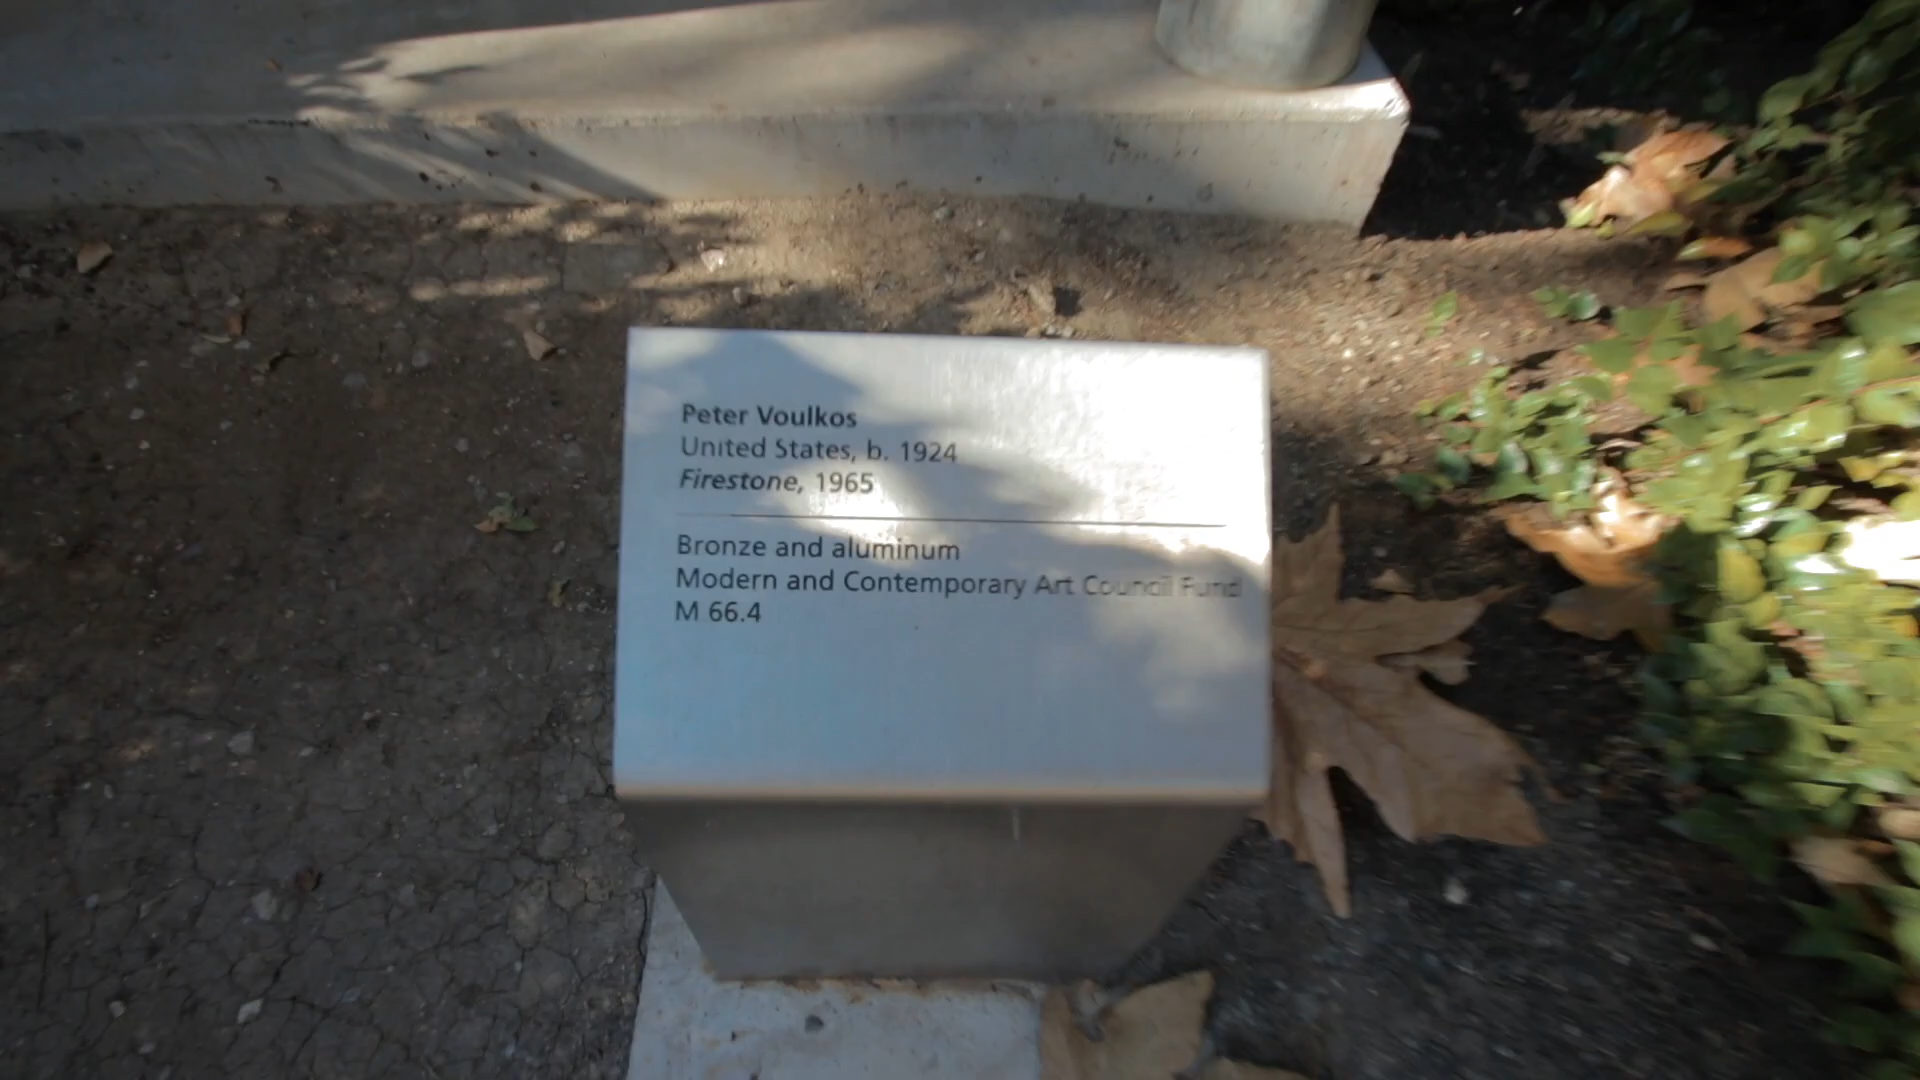 Peter Voulkos
United States, b. 1924
Firestone, 1965
Bronze and aluminum
Modern and Contemporary Art Council Fund
M 66.4